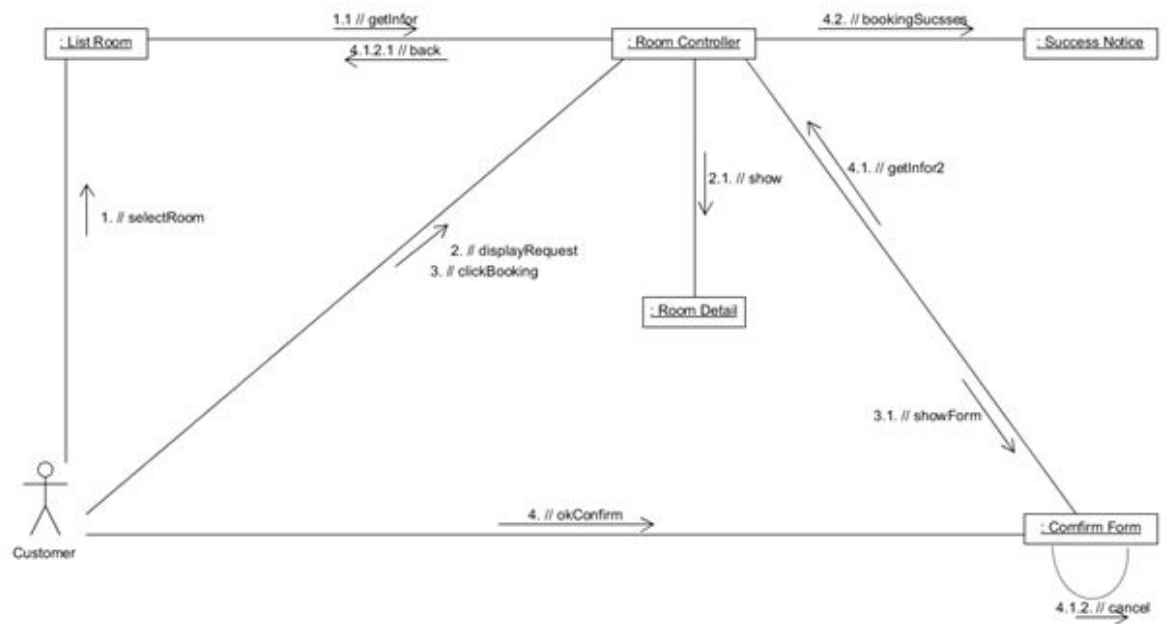 1.1 // getInfor
4.2. // bookingSucsses
: List Room
: Room Controller
: Success Notice
4.1.2.1 // back
4.1. // getInfor2
2.1. // show
1. // selectRoom
2. // displayRequest
3. // clickBooking
: Room Detail
3.1. // showForm
4. // okConfirm
: Comfirm Form
Customer
4.1.2. // cancel